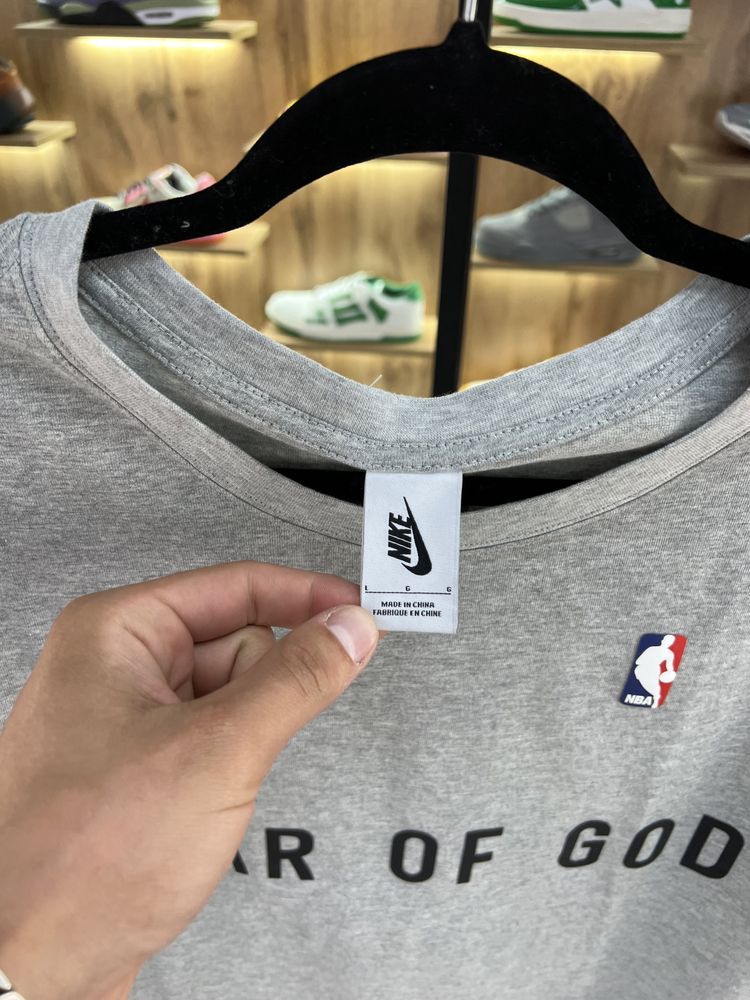 NIKE
L G G
MADE IN CHINA
FABRIQUE EN CHINE
NBA
AR OF GOD